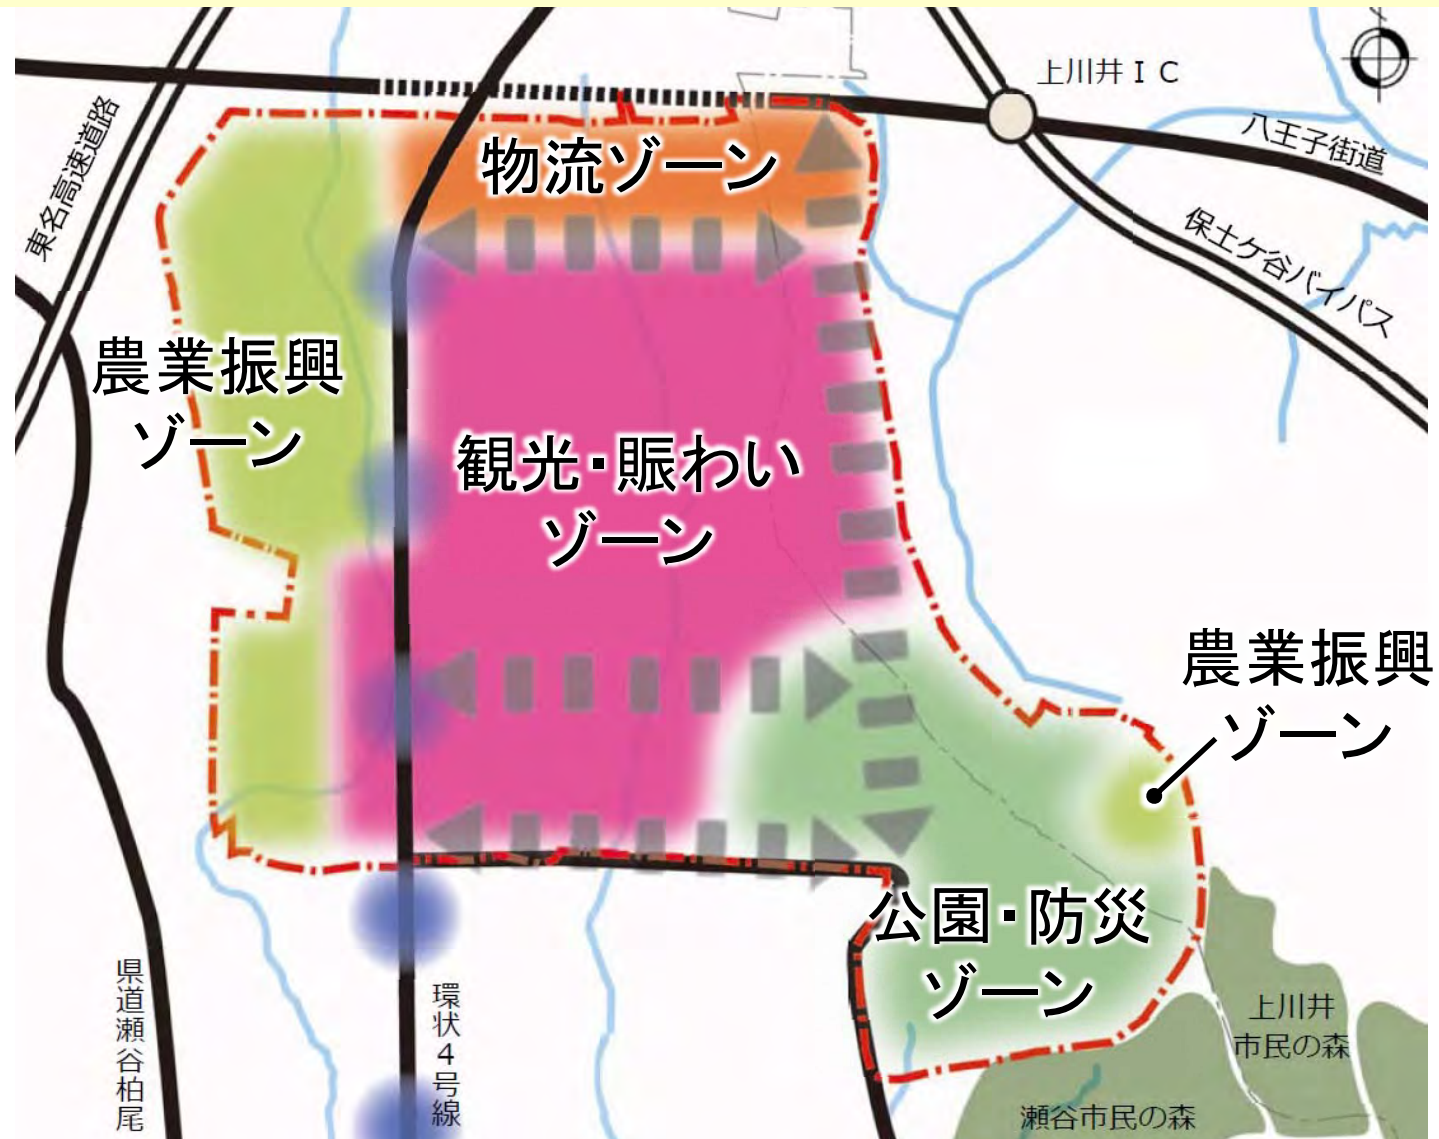 上川井ＩＣ
八王子街道
東名高速道路
物流ゾーン
保土ケ谷バイパス
農業振興
ゾーン
観光・賑わい
ゾーン
農業振興
ゾーン
公園・防災
ゾーン
県道瀬谷柏尾
環状４号線
上川井
市民の森
瀬谷市民の森